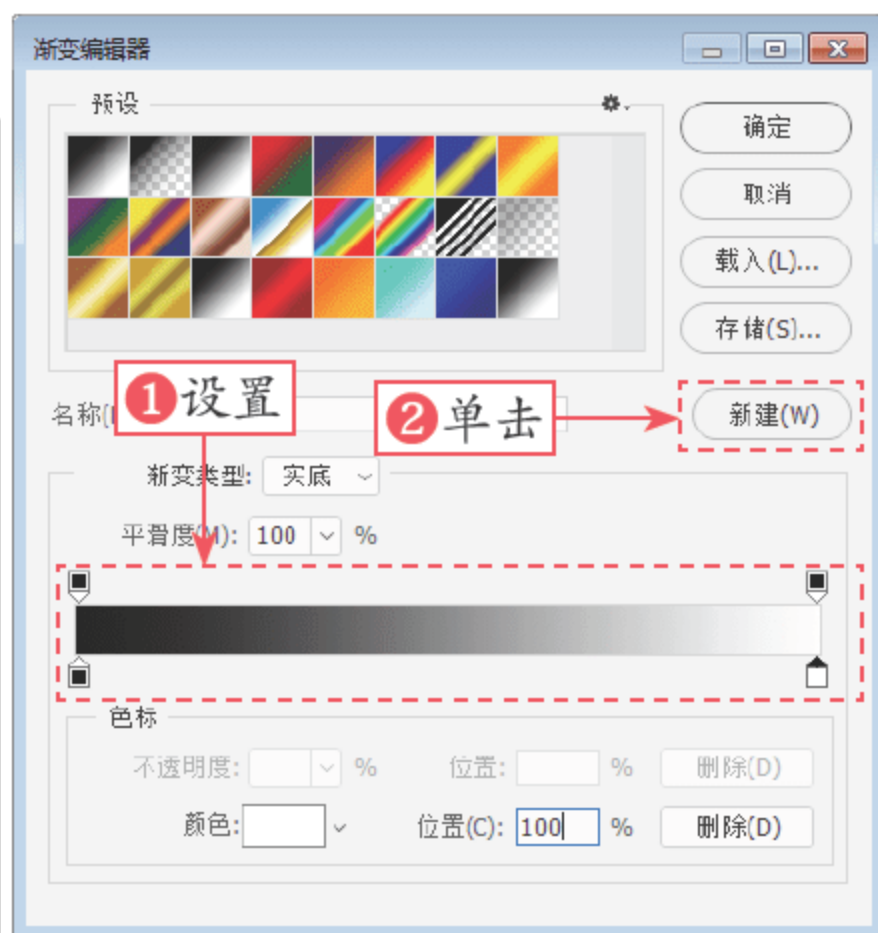 渐变编辑器
预设
确定
取消
载入(L)...
存储(S)...
❶设置
❷单击
名称(
新建(W)
渐变类型: 实底
平滑度(M): 100 %
色标
不透明度: % 位置: % 删除(D)
颜色: 位置(C): 100 % 删除(D)